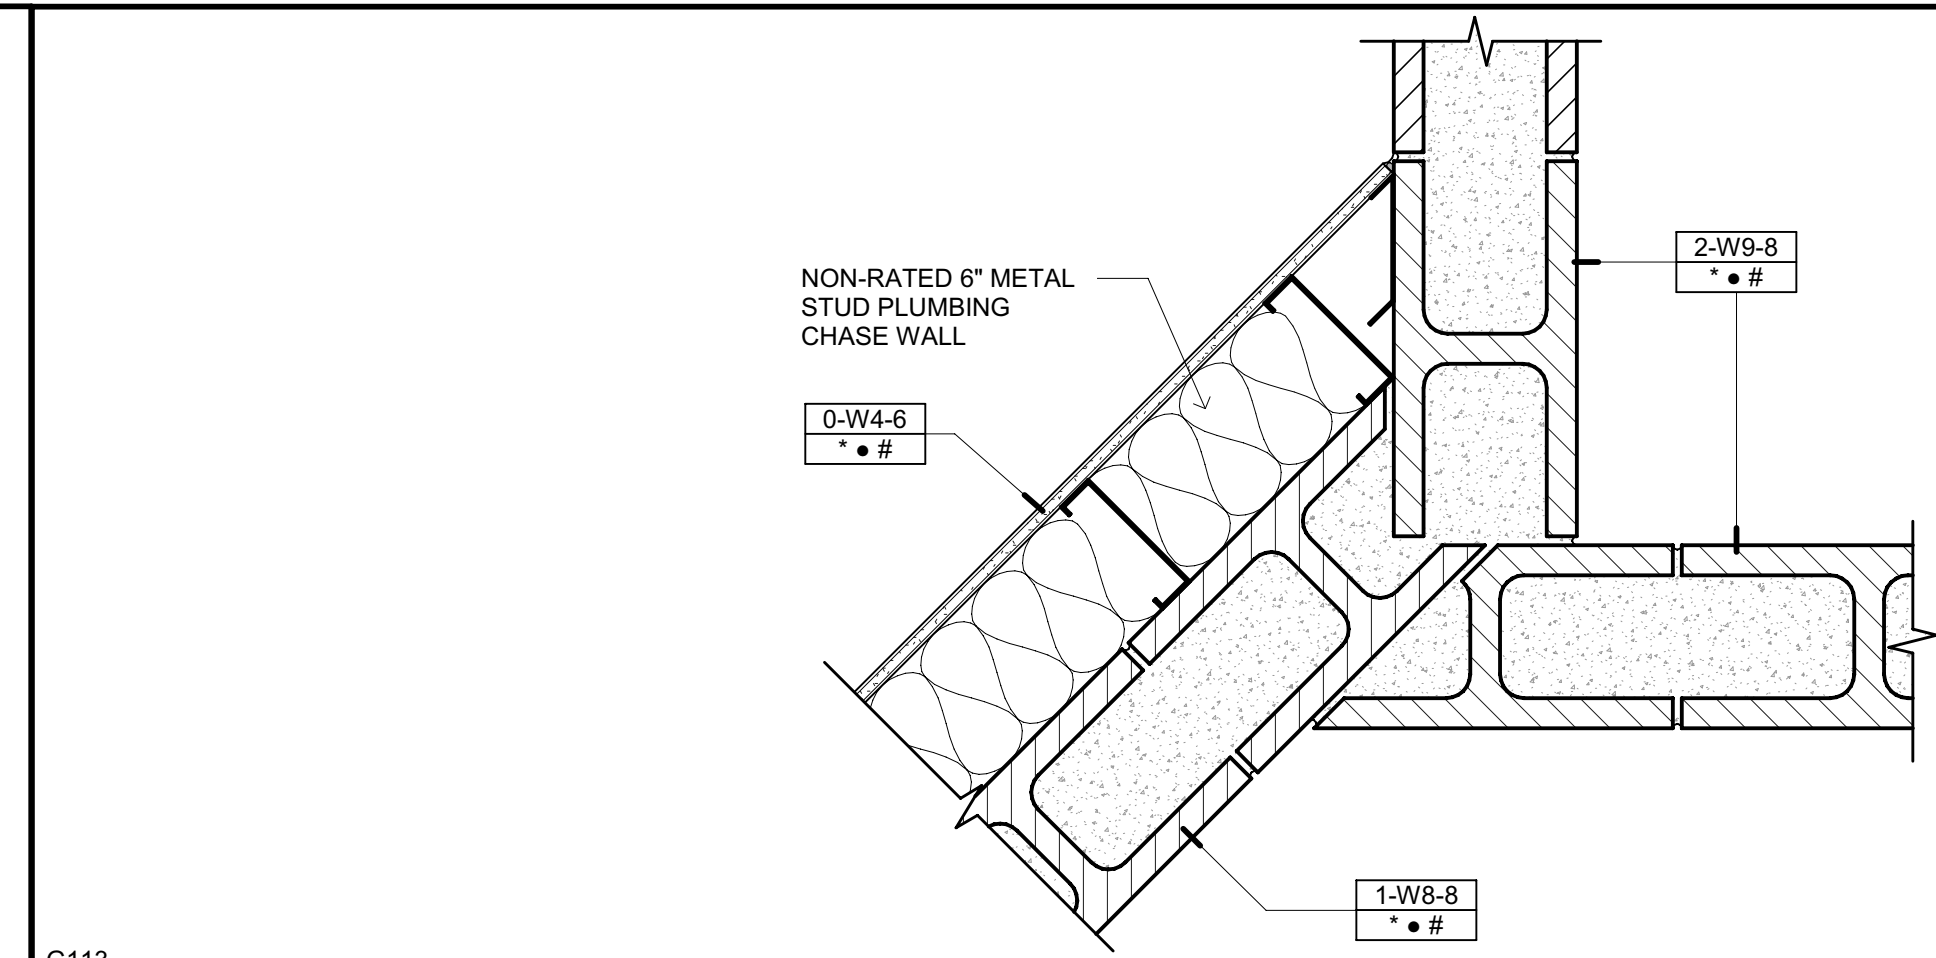 2-W9-8
* ● #
NON-RATED 6" METAL
STUD PLUMBING
CHASE WALL
0-W4-6
* ● #
1-W8-8
* ● #